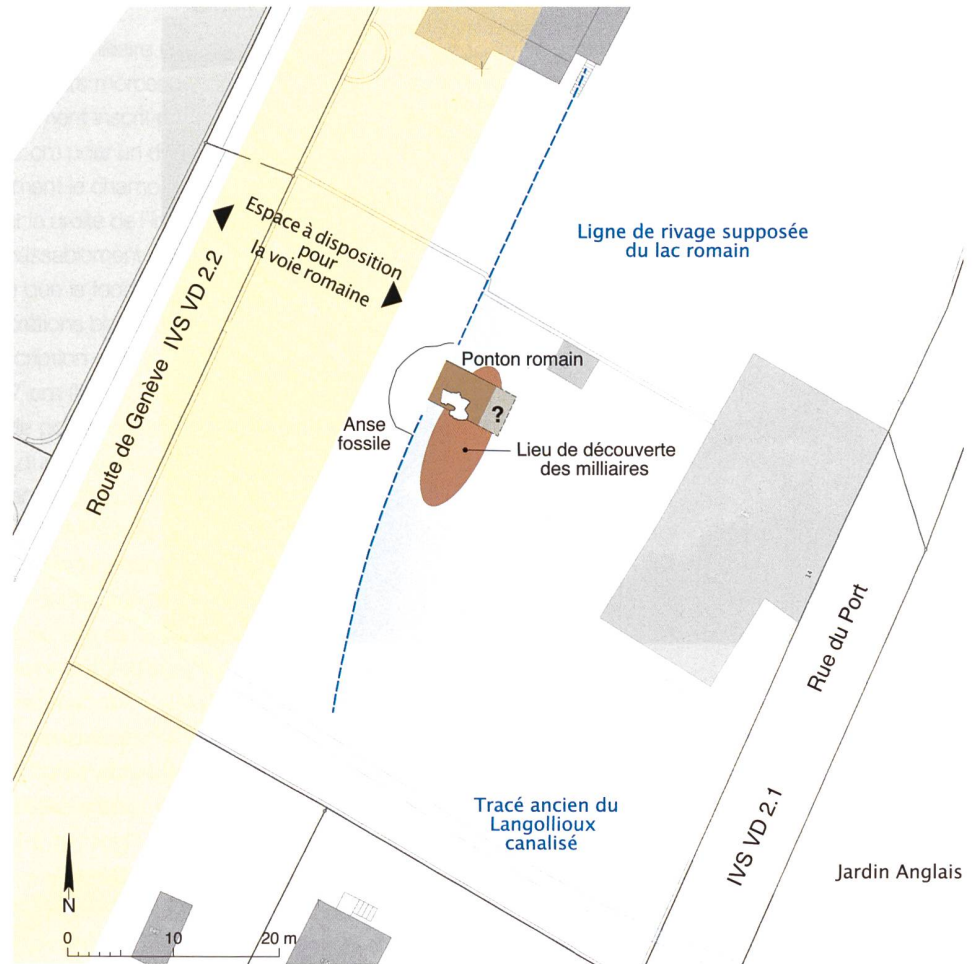 Espace à disposition
pour
la voie romaine
Route de Genève IVS VD 2.2
Ligne de rivage supposée
du lac romain
Ponton romain
?
Anse
fossile
Lieu de découverte
des milliaires
14
Rue du Port
IVS VD 2.1
Tracé ancien du
Langollioux
canalisé
Jardin Anglais
N
0 10 20 m